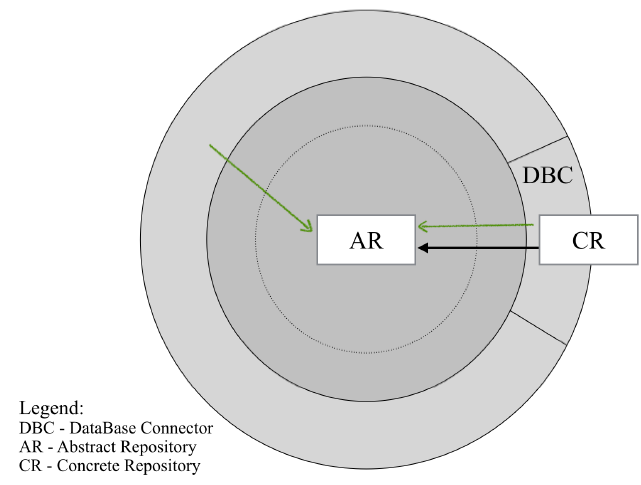 DBC
AR
CR
Legend:
DBC - DataBase Connector
AR - Abstract Repository
CR - Concrete Repository